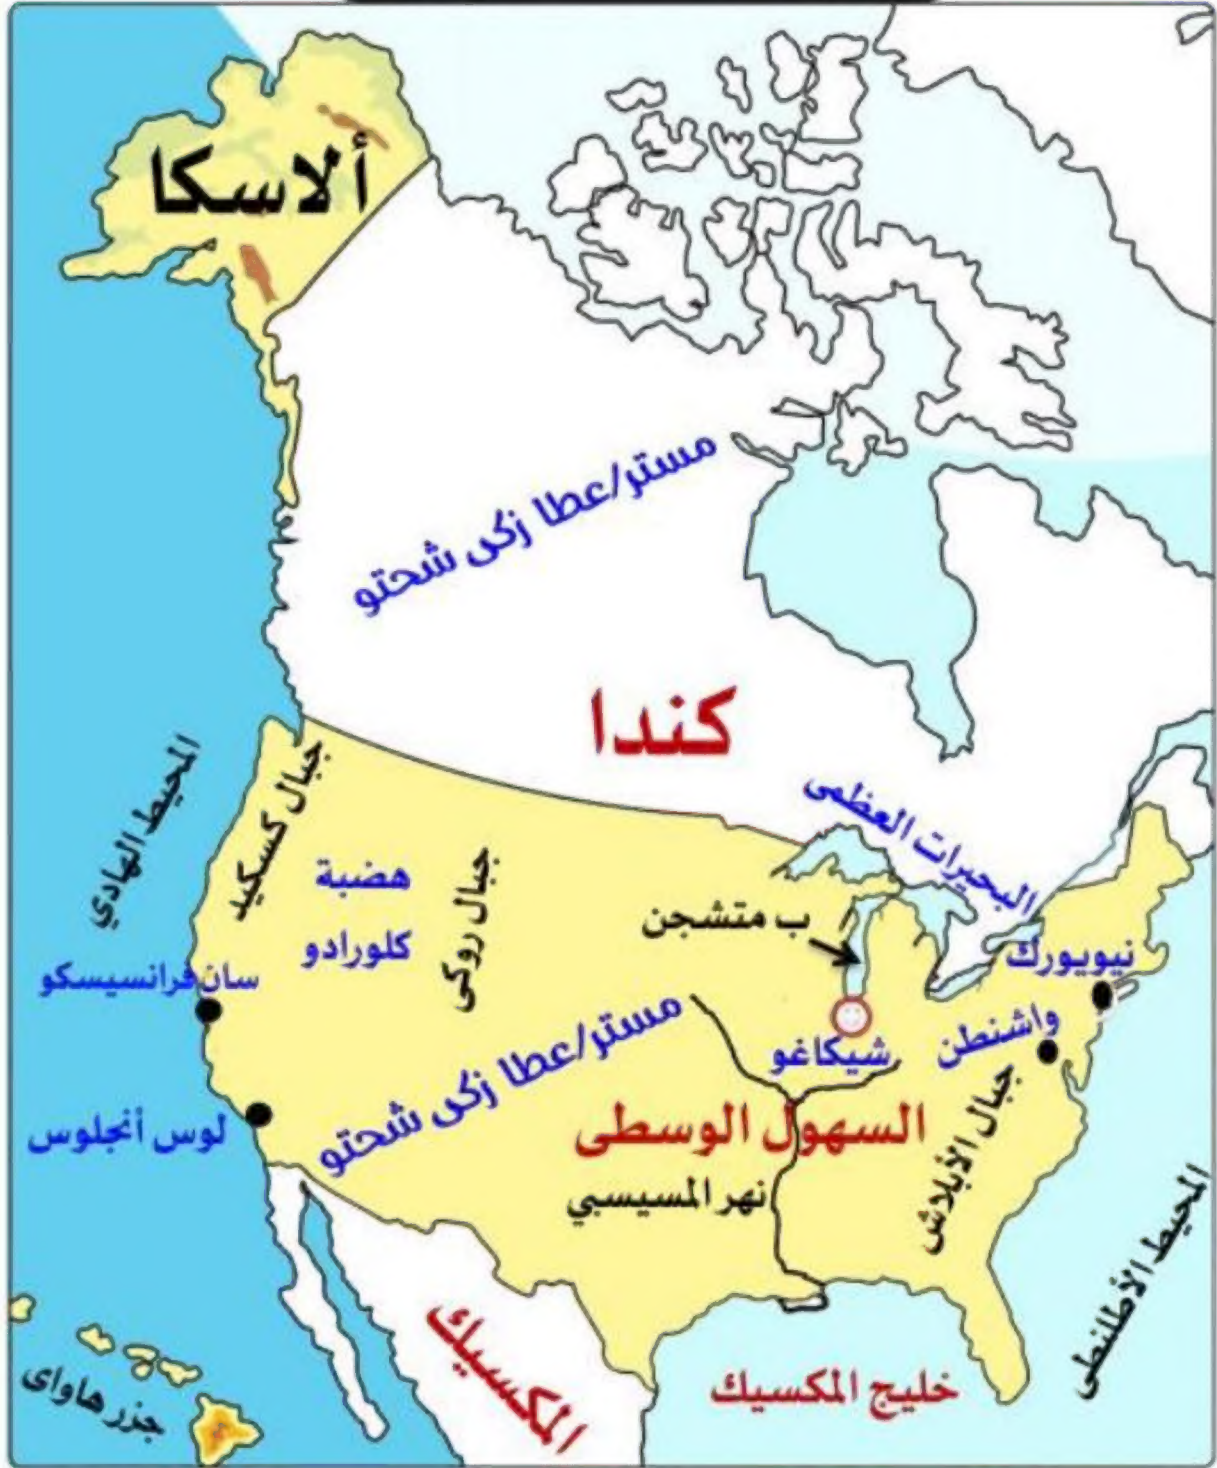 ألاسكا
مستر/عطا زكى شحتو
كندا
المحيط الهادي
جبال كسكيد
البحيرات العظمى
هضبة
كلورادو
جبال روكى
ب متشجن
نيويورك
سان فرانسيسكو
واشنطن
شيكاغو
مستر/عطا زكى شحتو
لوس أنجلوس
السهول الوسطى
جبال الأبلاش
نهر المسيسبي
المحيط الأطلنطى
المكسيك
خليج المكسيك
جزر هاواى